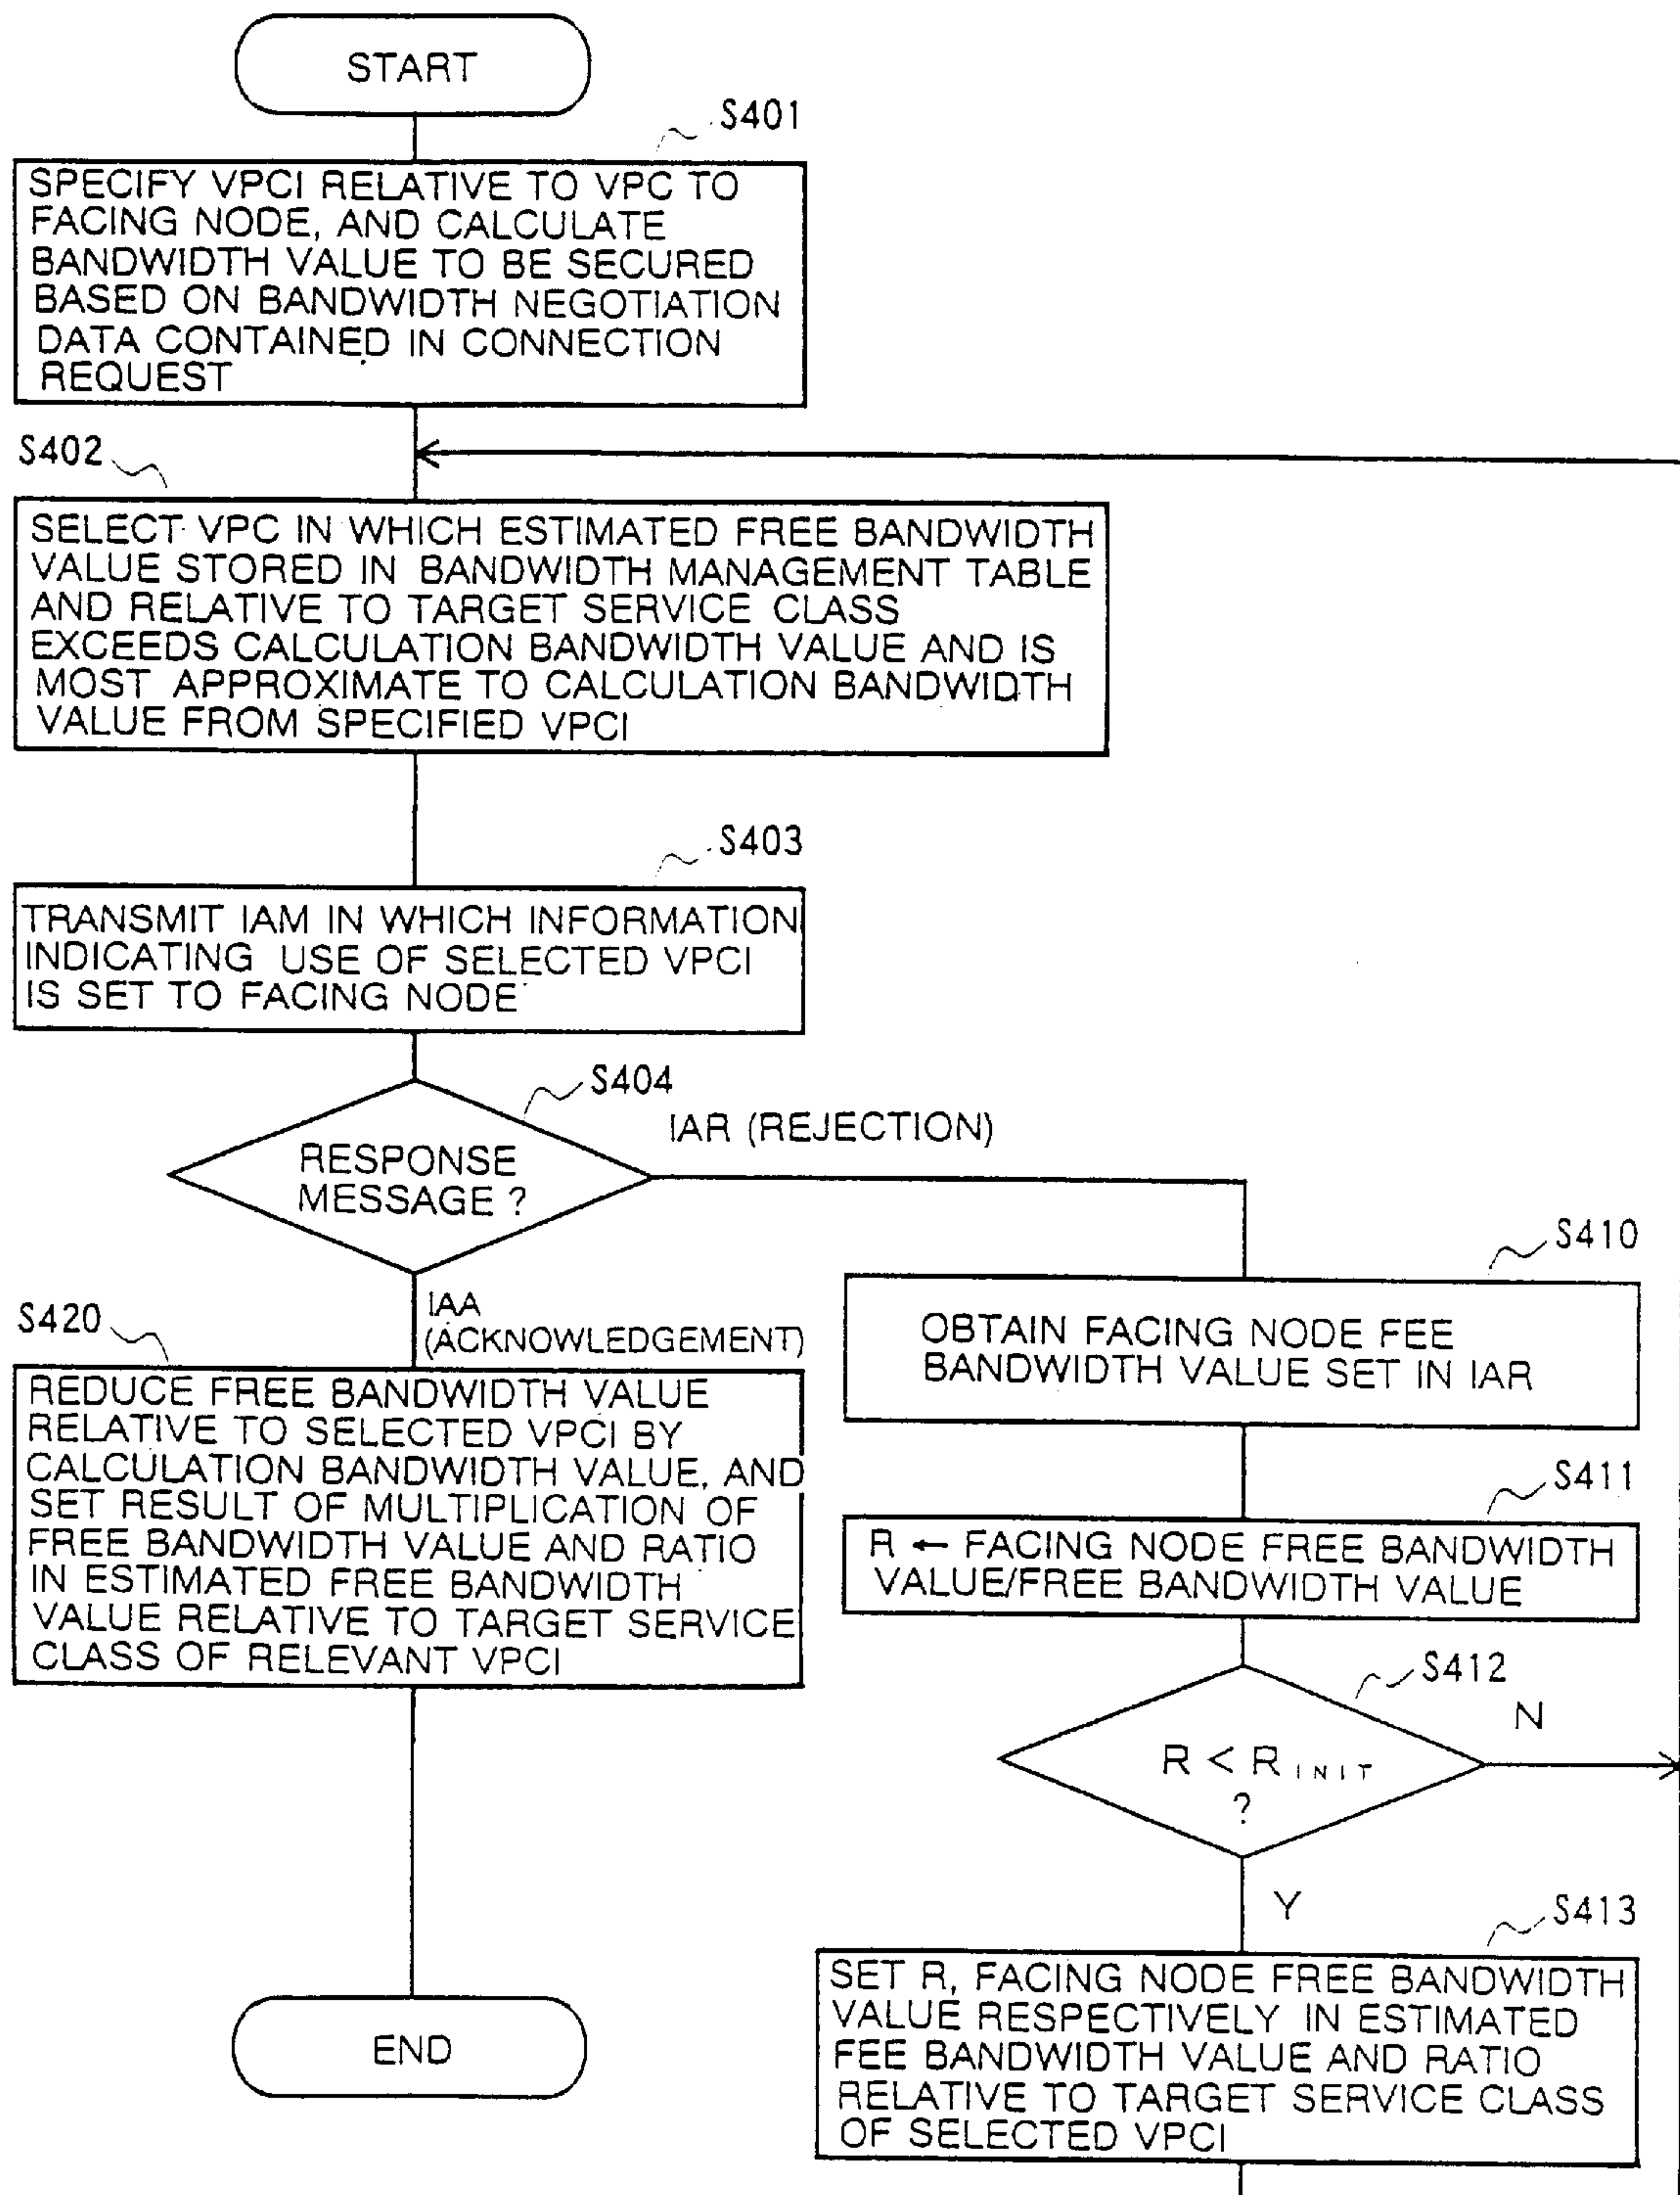 START
S401
SPECIFY VPCI RELATIVE TO VPC TO
FACING NODE, AND CALCULATE
BANDWIDTH VALUE TO BE SECURED
BASED ON BANDWIDTH NEGOTIATION
DATA CONTAINED IN CONNECTION
REQUEST
S402
SELECT VPC IN WHICH ESTIMATED FREE BANDWIDTH
VALUE STORED IN BANDWIDTH MANAGEMENT TABLE
AND RELATIVE TO TARGET SERVICE CLASS
EXCEEDS CALCULATION BANDWIDTH VALUE AND IS
MOST APPROXIMATE TO CALCULATION BANDWIDTH
VALUE FROM SPECIFIED VPCI
S403
TRANSMIT IAM IN WHICH INFORMATION
INDICATING USE OF SELECTED VPCI
IS SET TO FACING NODE
S404
IAR (REJECTION)
RESPONSE
MESSAGE ?
S410
OBTAIN FACING NODE FEE
BANDWIDTH VALUE SET IN IAR
IAA
(ACKNOWLEDGEMENT)
S420
REDUCE FREE BANDWIDTH VALUE
RELATIVE TO SELECTED VPCI BY
CALCULATION BANDWIDTH VALUE, AND
SET RESULT OF MULTIPLICATION OF
FREE BANDWIDTH VALUE AND RATIO
IN ESTIMATED FREE BANDWIDTH
VALUE RELATIVE TO TARGET SERVICE
CLASS OF RELEVANT VPCI
S411
R ← FACING NODE FREE BANDWIDTH
VALUE/FREE BANDWIDTH VALUE
S412
N
R < R INIT
?
Y
S413
SET R, FACING NODE FREE BANDWIDTH
VALUE RESPECTIVELY IN ESTIMATED
FEE BANDWIDTH VALUE AND RATIO
RELATIVE TO TARGET SERVICE CLASS
OF SELECTED VPCI
END